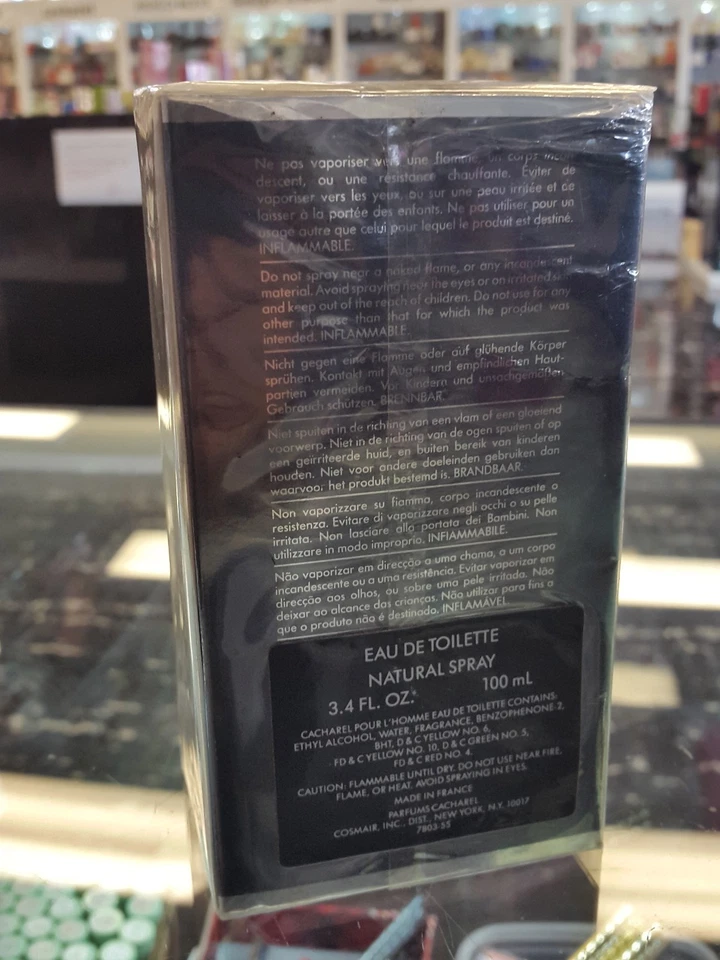 Ne pas vaporiser vers une flamme, un corps incan-
descent, ou une résistance chauffante. Éviter de
vaporiser vers les yeux, ou sur une peau irritée et de
laisser à la portée des enfants. Ne pas utiliser pour un
usage autre que celui pour lequel le produit est destiné.
INFLAMMABLE.
Do not spray near a naked flame, or any incandescent
material. Avoid spraying near the eyes or on irritated
and keep out of the reach of children. Do not use for any
other purpose than that for which the product was
intended. INFLAMMABLE.
Nicht gegen eine Flamme oder auf glühende Körper
sprühen. Kontakt mit Augen und empfindlichen Haut-
partien vermeiden. Vor Kindern und unsachgemäßen
Gebrauch schützen. BRENNBAR.
Niet spuiten in de richting van een vlam of een gloeiend
voorwerp. Niet in de richting van de ogen spuiten of op
een geïrriteerde huid, en buiten bereik van kinderen
houden. Niet voor andere doeleinden gebruiken dan
waarvoor het produkt bestemd is. BRANDBAAR.
Non vaporizzare su fiamma, corpo incandescente o
resistenza. Evitare di vaporizzare negli occhi o su pelle
irritata. Non lasciare alla portata dei Bambini. Non
utilizzare in modo improprio. INFIAMMABILE.
Não vaporizar em direcção a uma chama, a um corpo
incandescente ou a uma resistência. Evitar vaporizar em
direcção aos olhos, ou sobre uma pele irritada. Não
deixar ao alcance das crianças. Não utilizar para fins a
que o produto não é destinado. INFLAMÁVEL
EAU DE TOILETTE
NATURAL SPRAY
3.4 FL. OZ. 100 mL
CACHAREL POUR L'HOMME EAU DE TOILETTE CONTAINS:
ETHYL ALCOHOL, WATER, FRAGRANCE, BENZOPHENONE-2,
BHT, D & C YELLOW NO. 6,
FD & C YELLOW NO. 10, D & C GREEN NO. 5,
FD & C RED NO. 4.
CAUTION: FLAMMABLE UNTIL DRY. DO NOT USE NEAR FIRE,
FLAME, OR HEAT. AVOID SPRAYING IN EYES.
MADE IN FRANCE
PARFUMS CACHAREL
COSMAIR, INC., DIST., NEW YORK, N.Y. 10017
7803-55